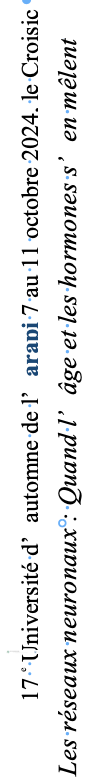 17ᵉ Université d’ automne de l’ arapi 7 au 11 octobre 2024. le Croisic
Les réseaux neuronaux : Quand l’ âge et les hormones s’ en mêlent